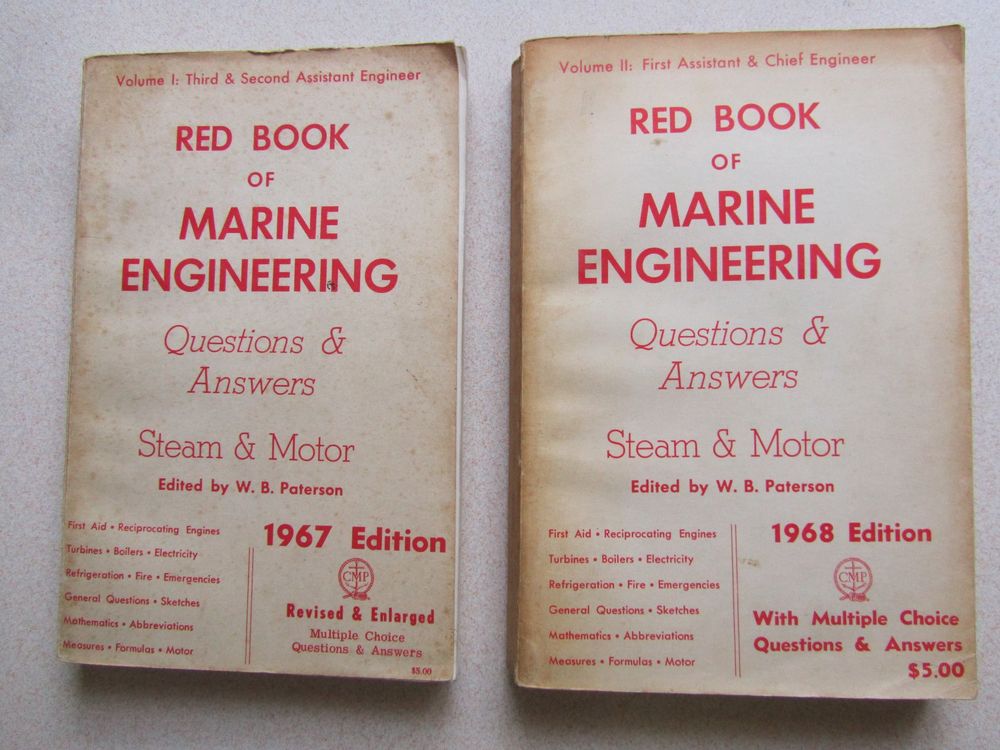 Volume I: Third & Second Assistant Engineer
RED BOOK
OF
MARINE
ENGINEERING
Questions &
Answers
Steam & Motor
Edited by W. B. Paterson
First Aid • Reciprocating Engines
Turbines • Boilers • Electricity
Refrigeration • Fire • Emergencies
General Questions • Sketches
Mathematics • Abbreviations
Measures • Formulas • Motor
1967 Edition
CMP
Revised & Enlarged
Multiple Choice
Questions & Answers
$5.00
Volume II: First Assistant & Chief Engineer
RED BOOK
OF
MARINE
ENGINEERING
Questions &
Answers
Steam & Motor
Edited by W. B. Paterson
First Aid • Reciprocating Engines
Turbines • Boilers • Electricity
Refrigeration • Fire • Emergencies
General Questions • Sketches
Mathematics • Abbreviations
Measures • Formulas • Motor
1968 Edition
CMP
With Multiple Choice
Questions & Answers
$5.00